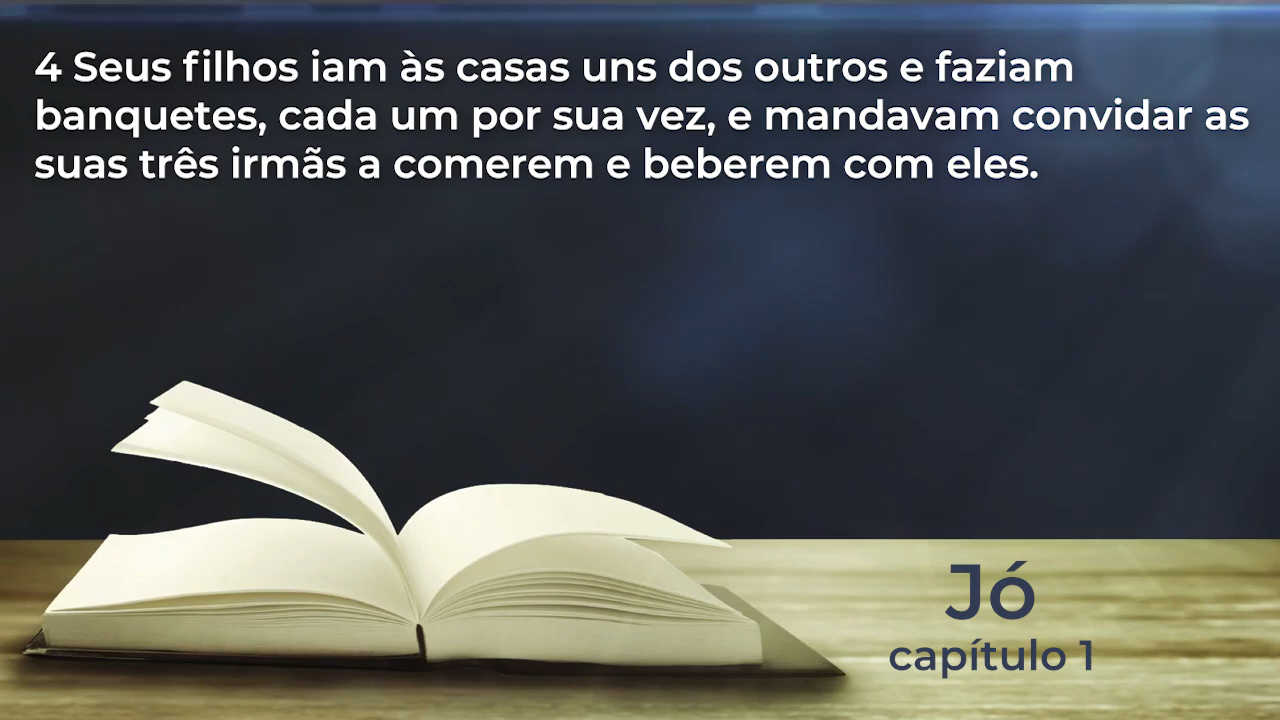 4 Seus filhos iam às casas uns dos outros e faziam
banquetes, cada um por sua vez, e mandavam convidar as
suas três irmãs a comerem e beberem com eles.
Jó
capítulo 1